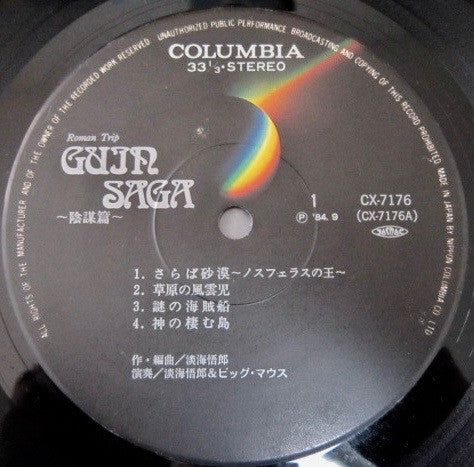 ALL RIGHTS OF THE MANUFACTURER AND OF THE OWNER OF THE RECORDED WORK RESERVED. UNAUTHORIZED PUBLIC PERFORMANCE, BROADCASTING AND COPYING OF THIS RECORD PROHIBITED. MADE IN JAPAN BY NIPPON COLUMBIA CO. LTD.
COLUMBIA
33 1/3・STEREO
Roman Trip
GUIN
SAGA
~陰謀篇~
1
Ⓟ '84. 9
CX-7176
(CX-7176A)
1. さらば砂漠~ノスフェラスの王~
2. 草原の風雲児
3. 謎の海賊船
4. 神の棲む島
作・編曲/淡海悟郎
演奏/淡海悟郎&ビッグ・マウス